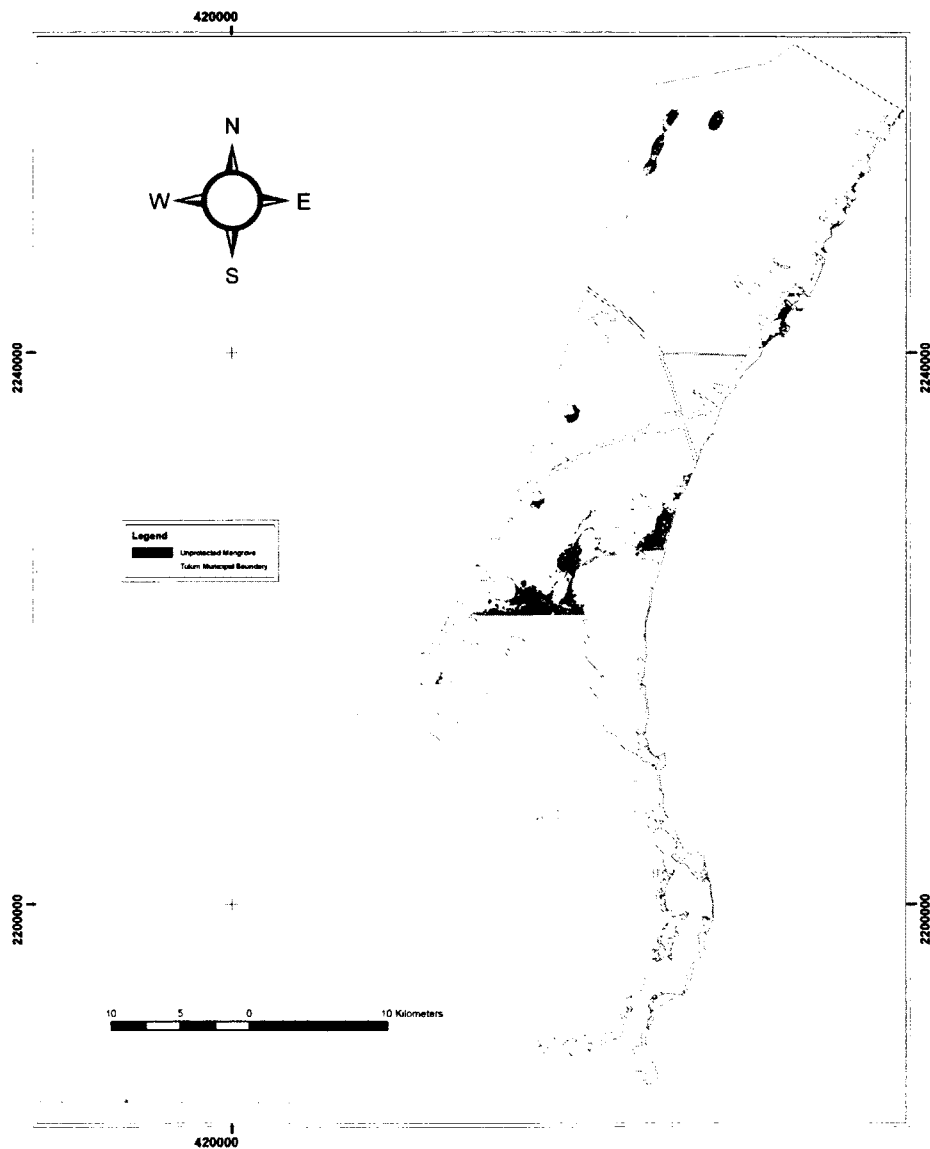 420000
N
W E
S
2240000 2240000
Legend
Unprotected Mangrove
Tulum Municipal Boundary
2200000 2200000
10 5 0 10 Kilometers
420000